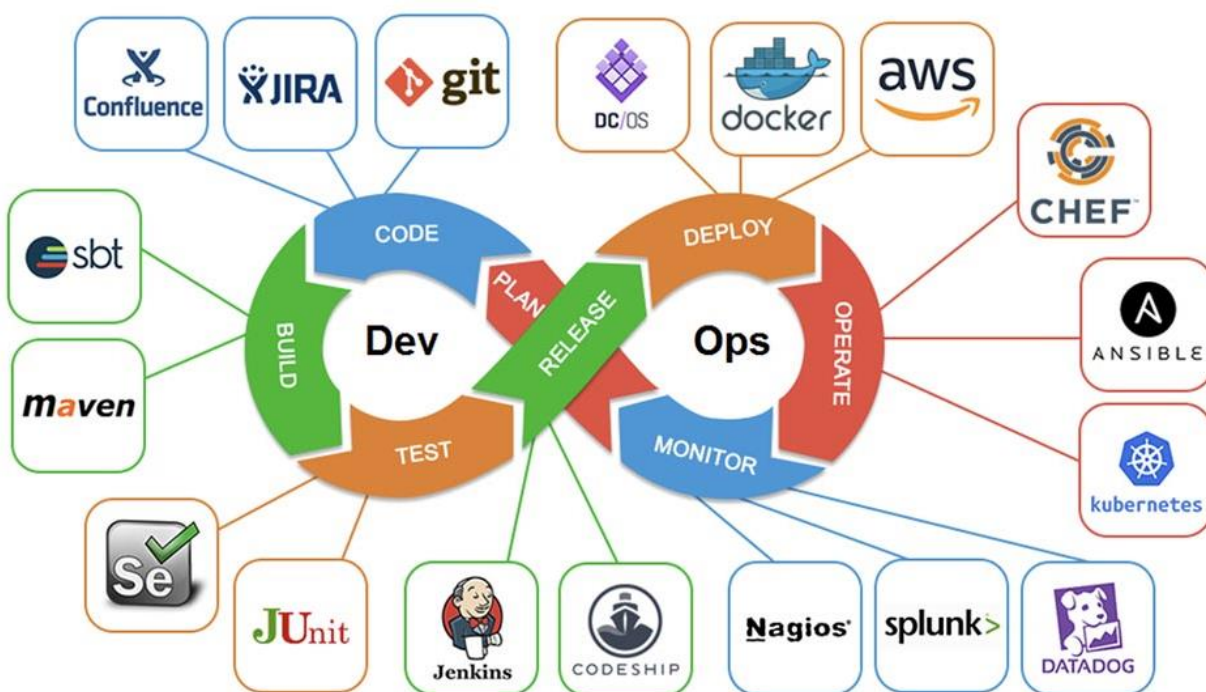 Confluence
JIRA
git
DC/OS
docker
aws
CHEF™
sbt
maven
CODE
BUILD
TEST
PLAN
RELEASE
DEPLOY
OPERATE
MONITOR
Dev
Ops
ANSIBLE
kubernetes
Se
JUnit
Jenkins
CODESHIP
Nagios®
splunk>
DATADOG